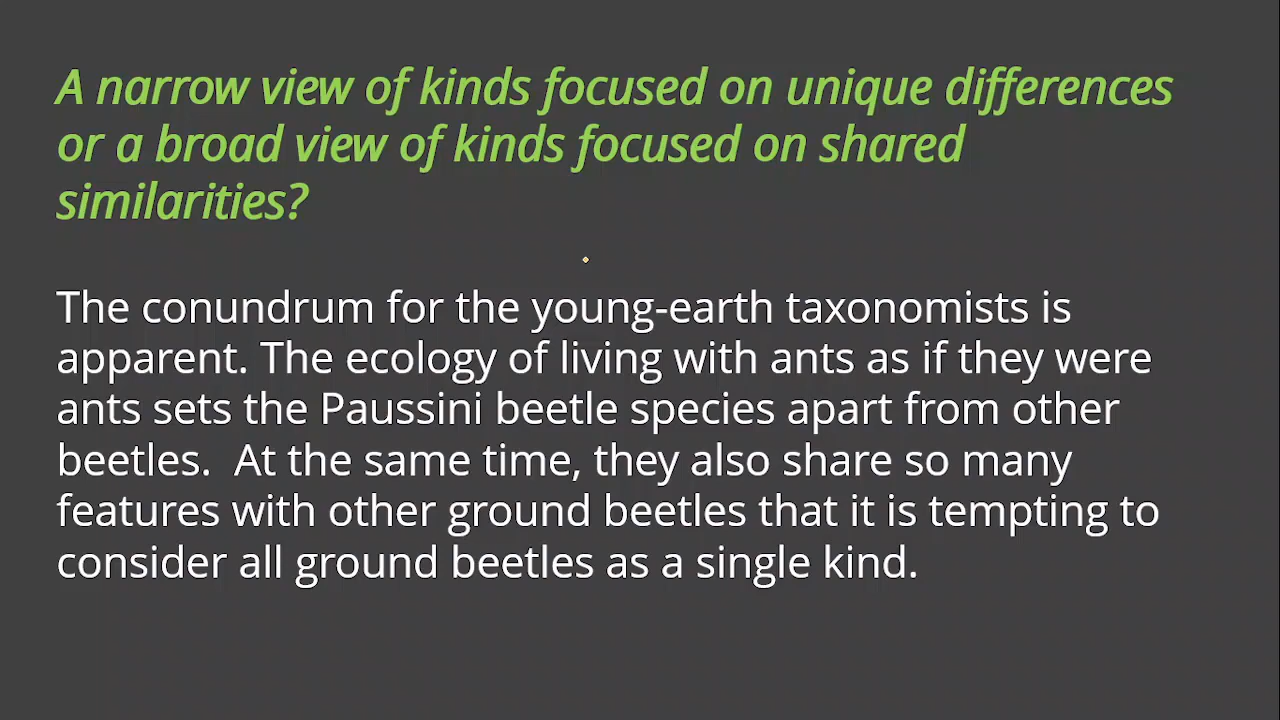 A narrow view of kinds focused on unique differences
or a broad view of kinds focused on shared
similarities?
The conundrum for the young-earth taxonomists is
apparent. The ecology of living with ants as if they were
ants sets the Paussini beetle species apart from other
beetles.  At the same time, they also share so many
features with other ground beetles that it is tempting to
consider all ground beetles as a single kind.